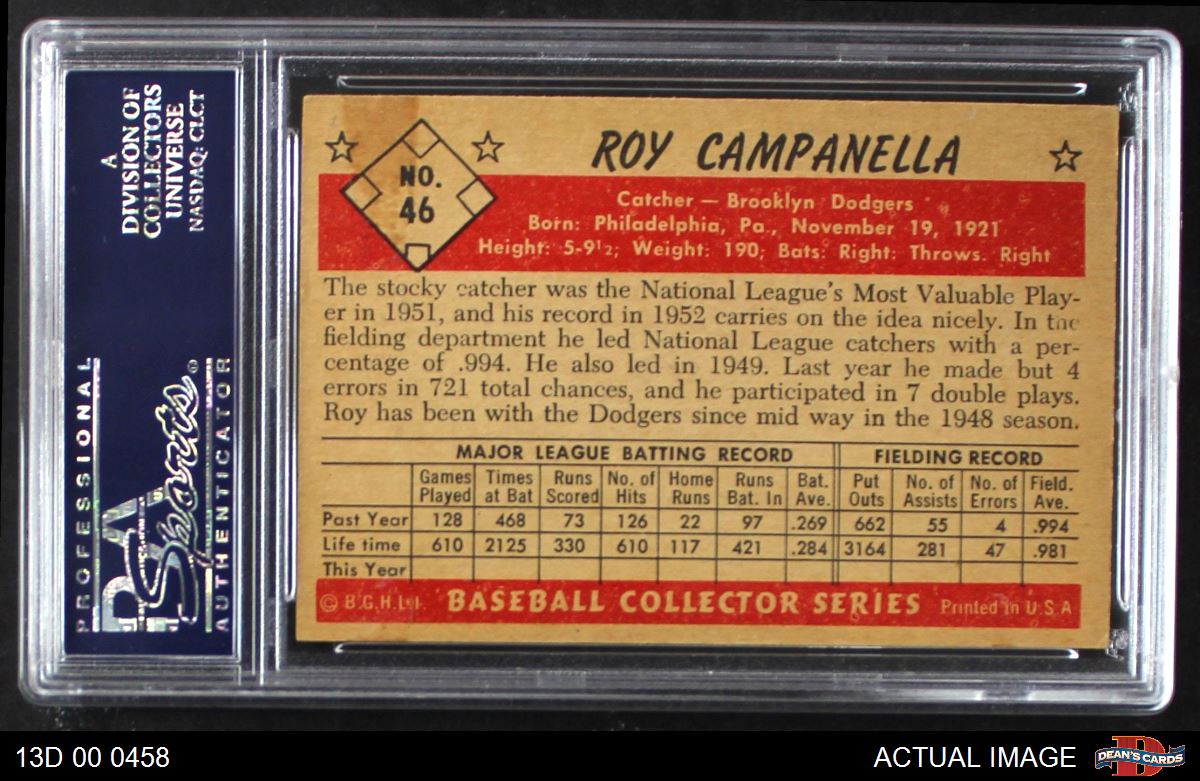 A
DIVISION OF
COLLECTORS
UNIVERSE
NASDAQ: CLCT
PROFESSIONAL
PSA
Sports ®
AUTHENTICATOR
NO.
46
ROY CAMPANELLA
Catcher — Brooklyn Dodgers
Born: Philadelphia, Pa., November 19, 1921
Height: 5-9½; Weight: 190; Bats: Right: Throws. Right
The stocky catcher was the National League's Most Valuable Play-
er in 1951, and his record in 1952 carries on the idea nicely. In the
fielding department he led National League catchers with a per-
centage of .994. He also led in 1949. Last year he made but 4
errors in 721 total chances, and he participated in 7 double plays.
Roy has been with the Dodgers since mid way in the 1948 season.
MAJOR LEAGUE BATTING RECORD FIELDING RECORD
Games Times Runs No. of Home Runs Bat. Put No. of No. of Field.
Played at Bat Scored Hits Runs Bat. In Ave. Outs Assists Errors Ave.
Past Year 128 468 73 126 22 97 .269 662 55 4 .994
Life time 610 2125 330 610 117 421 .284 3164 281 47 .981
This Year
© B.G.H.L.I. BASEBALL COLLECTOR SERIES Printed in U.S.A
13D 00 0458 ACTUAL IMAGE D DEAN'S CARDS